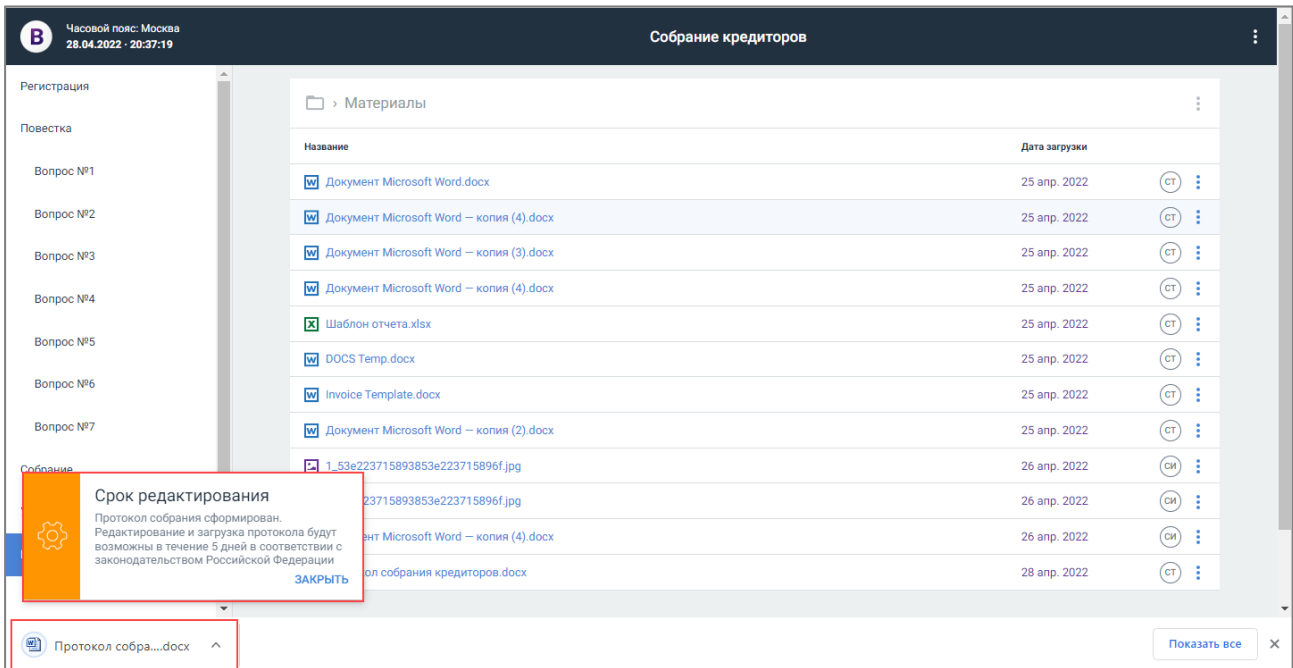 B
Часовой пояс: Москва
28.04.2022 · 20:37:19
Собрание кредиторов
Регистрация
Повестка
Вопрос №1
Вопрос №2
Вопрос №3
Вопрос №4
Вопрос №5
Вопрос №6
Вопрос №7
Собрание
› Материалы
Название Дата загрузки
Документ Microsoft Word.docx 25 апр. 2022 СТ
Документ Microsoft Word — копия (4).docx 25 апр. 2022 СТ
Документ Microsoft Word — копия (3).docx 25 апр. 2022 СТ
Документ Microsoft Word — копия (4).docx 25 апр. 2022 СТ
Шаблон отчета.xlsx 25 апр. 2022 СТ
DOCS Temp.docx 25 апр. 2022 СТ
Invoice Template.docx 25 апр. 2022 СТ
Документ Microsoft Word — копия (2).docx 25 апр. 2022 СТ
1_53e223715893853e223715896f.jpg 26 апр. 2022 СИ
23715893853e223715896f.jpg 26 апр. 2022 СИ
нт Microsoft Word — копия (4).docx 26 апр. 2022 СИ
ол собрания кредиторов.docx 28 апр. 2022 СТ
Срок редактирования
Протокол собрания сформирован.
Редактирование и загрузка протокола будут
возможны в течение 5 дней в соответствии с
законодательством Российской Федерации
ЗАКРЫТЬ
Протокол собра....docx
Показать все